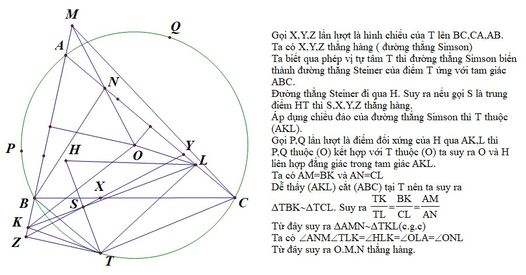 M
Q
A
N
P
O
H
Y
L
X
B
C
S
K
Z
T
Gọi X,Y,Z lần lượt là hình chiếu của T lên BC,CA,AB.
Ta có X,Y,Z thẳng hàng ( đường thẳng Simson)
Ta biết qua phép vị tự tâm T thì đường thẳng Simson biến
thành đường thẳng Steiner của điểm T ứng với tam giác
ABC.
Đường thẳng Steiner đi qua H. Suy ra nếu gọi S là trung
điểm HT thì S,X,Y,Z thẳng hàng.
Áp dụng chiều đảo của đường thẳng Simson thì T thuộc
(AKL).
Gọi P,Q lần lượt là điểm đối xứng của H qua AK,L thì
P,Q thuộc (O) kết hợp với T thuộc (O) ta suy ra O và H
liên hợp đẳng giác trong tam giác AKL.
Ta có AM=BK và AN=CL
Dễ thấy (AKL) cắt (ABC) tại T nên ta suy ra
ΔTBK~ΔTCL. Suy ra TK/TL=BK/CL=AM/AN
Từ đây suy ra ΔAMN~ΔTKL(c.g.c)
Ta có ∠ANM=∠TLK=∠HLK=∠OLA=∠ONL
Từ đây suy ra O.M,N thẳng hàng.